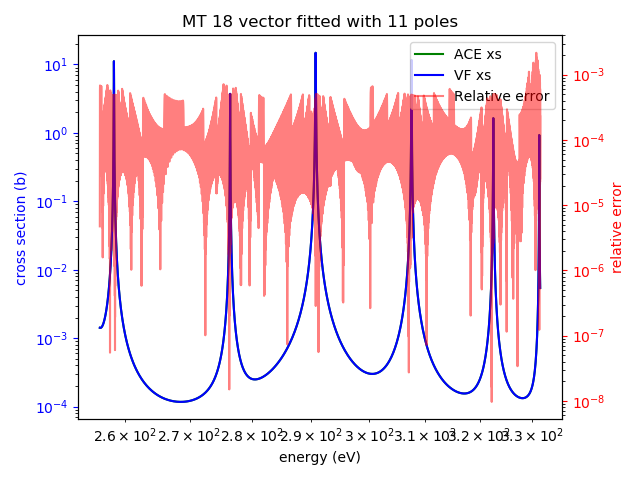 MT 18 vector fitted with 11 poles
ACE xs
VF xs
Relative error
cross section (b)
10¹
10⁰
10⁻¹
10⁻²
10⁻³
10⁻⁴
10⁻³
10⁻⁴
10⁻⁵
10⁻⁶
10⁻⁷
10⁻⁸
relative error
2.6 × 10² 2.7 × 10² 2.8 × 10² 2.9 × 10² 3 × 10² 3.1 × 10² 3.2 × 10² 3.3 × 10²
energy (eV)